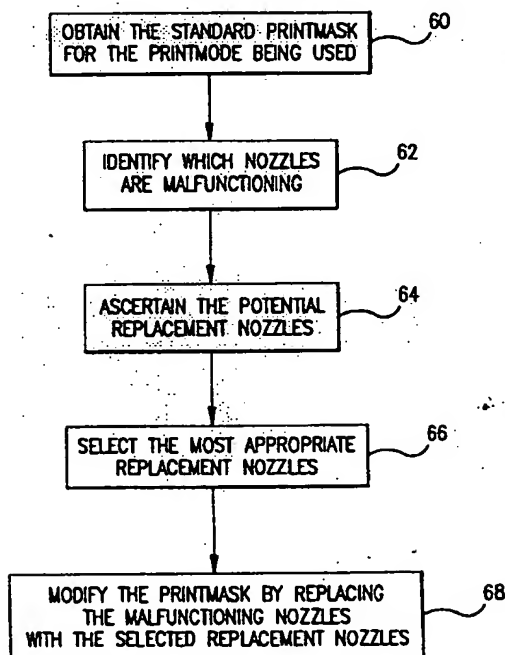 OBTAIN THE STANDARD PRINTMASK
FOR THE PRINTMODE BEING USED
60
IDENTIFY WHICH NOZZLES
ARE MALFUNCTIONING
62
ASCERTAIN THE POTENTIAL
REPLACEMENT NOZZLES
64
SELECT THE MOST APPROPRIATE
REPLACEMENT NOZZLES
66
MODIFY THE PRINTMASK BY REPLACING
THE MALFUNCTIONING NOZZLES
WITH THE SELECTED REPLACEMENT NOZZLES
68